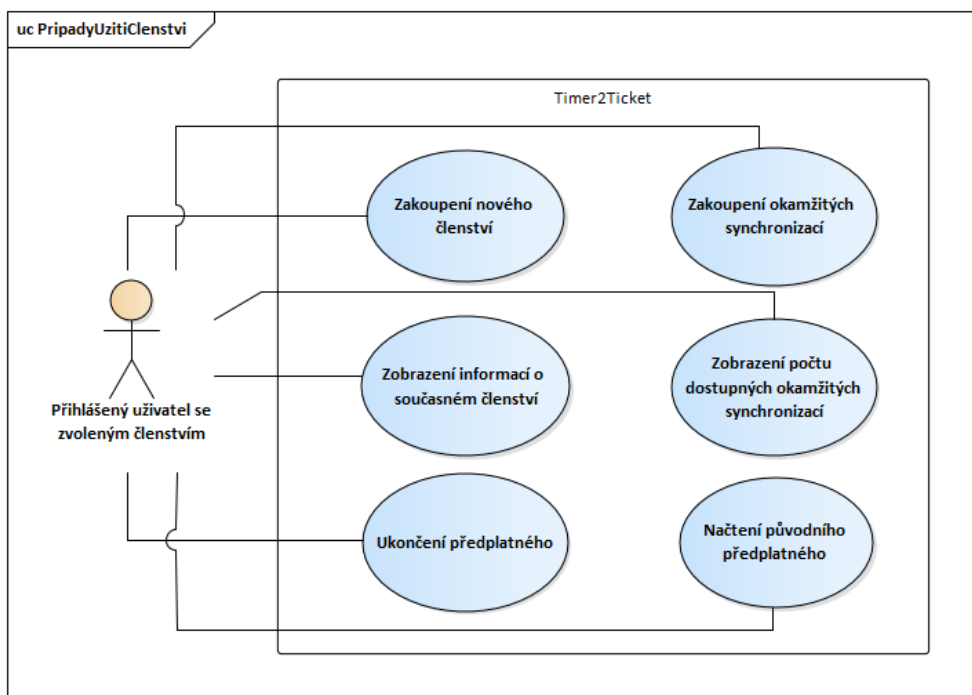 uc PripadyUzitiClenstvi
Timer2Ticket
Zakoupení nového
členství
Zakoupení okamžitých
synchronizací
Přihlášený uživatel se
zvoleným členstvím
Zobrazení informací o
současném členství
Zobrazení počtu
dostupných okamžitých
synchronizací
Ukončení předplatného
Načtení původního
předplatného